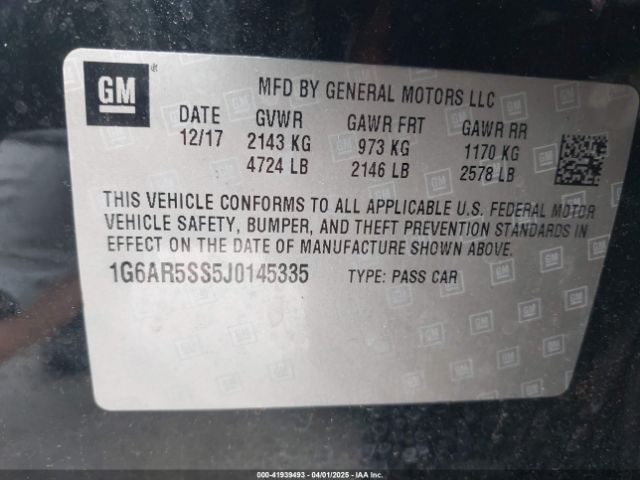 GM
MFD BY GENERAL MOTORS LLC
DATE GVWR GAWR FRT GAWR RR
12/17 2143 KG 973 KG 1170 KG
4724 LB 2146 LB 2578 LB
THIS VEHICLE CONFORMS TO ALL APPLICABLE U.S. FEDERAL MOTOR
VEHICLE SAFETY, BUMPER, AND THEFT PREVENTION STANDARDS IN
EFFECT ON THE DATE OF MANUFACTURE SHOWN ABOVE.
1G6AR5SS5J0145335 TYPE: PASS CAR
000-41939493 - 04/01/2025 - IAAI.COM